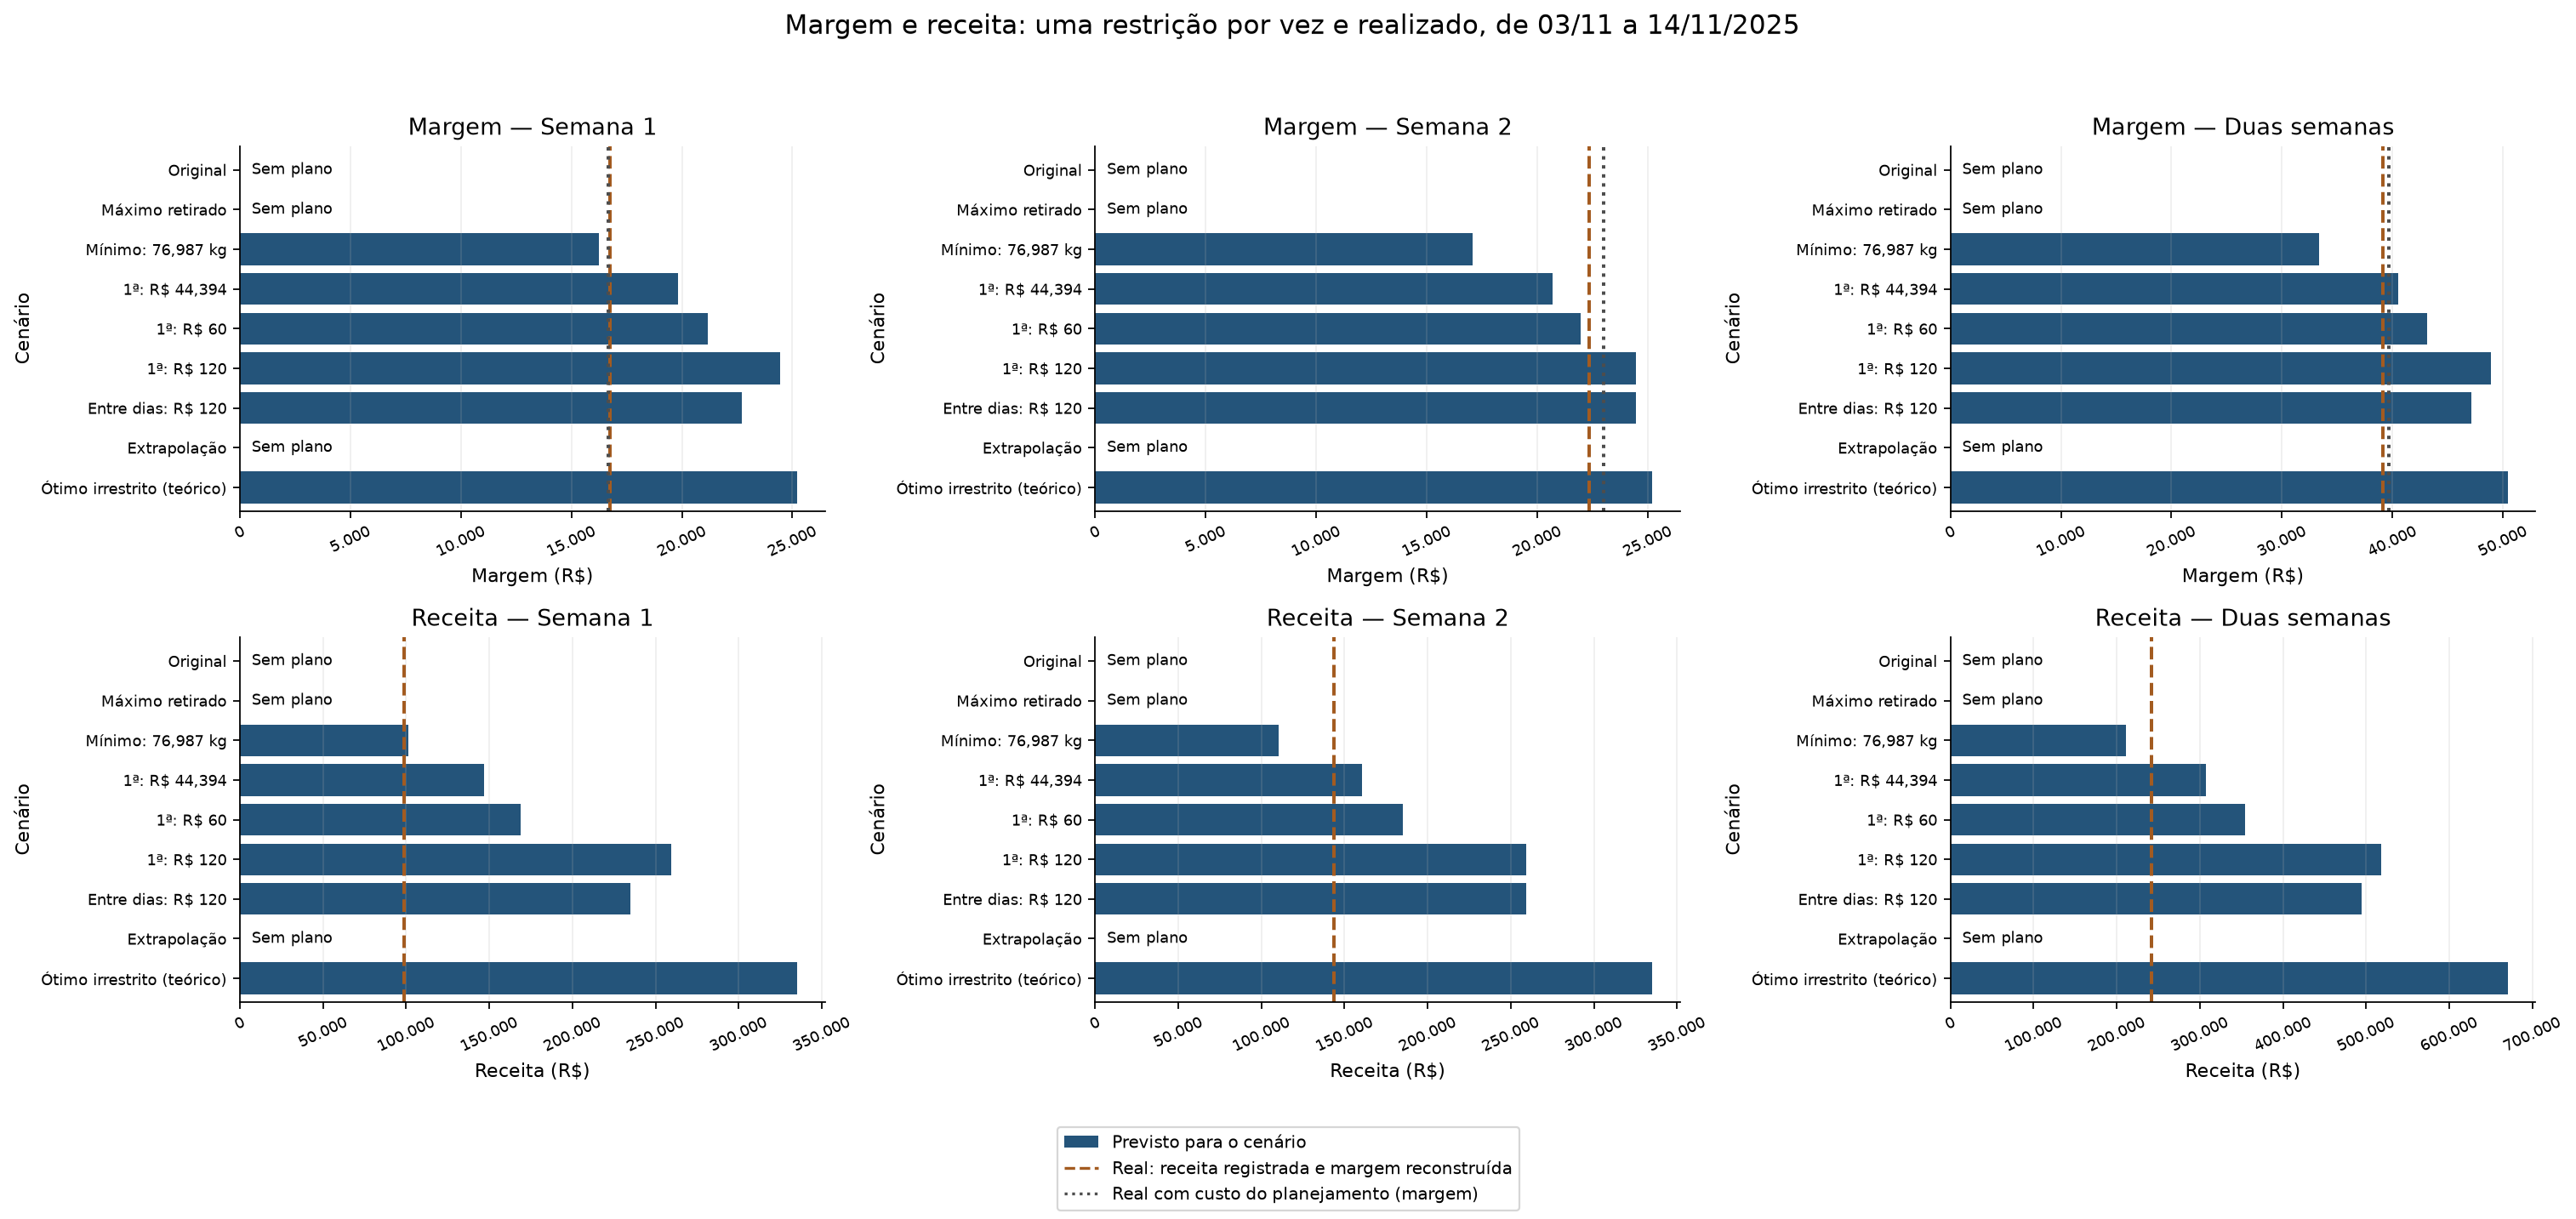 Margem e receita: uma restrição por vez e realizado, de 03/11 a 14/11/2025
Margem — Semana 1
Cenário
Original
Sem plano
Máximo retirado
Sem plano
Mínimo: 76,987 kg
1ª: R$ 44,394
1ª: R$ 60
1ª: R$ 120
Entre dias: R$ 120
Extrapolação
Sem plano
Ótimo irrestrito (teórico)
0
5.000
10.000
15.000
20.000
25.000
Margem (R$)
Margem — Semana 2
Cenário
Original
Sem plano
Máximo retirado
Sem plano
Mínimo: 76,987 kg
1ª: R$ 44,394
1ª: R$ 60
1ª: R$ 120
Entre dias: R$ 120
Extrapolação
Sem plano
Ótimo irrestrito (teórico)
0
5.000
10.000
15.000
20.000
25.000
Margem (R$)
Margem — Duas semanas
Cenário
Original
Sem plano
Máximo retirado
Sem plano
Mínimo: 76,987 kg
1ª: R$ 44,394
1ª: R$ 60
1ª: R$ 120
Entre dias: R$ 120
Extrapolação
Sem plano
Ótimo irrestrito (teórico)
0
10.000
20.000
30.000
40.000
50.000
Margem (R$)
Receita — Semana 1
Cenário
Original
Sem plano
Máximo retirado
Sem plano
Mínimo: 76,987 kg
1ª: R$ 44,394
1ª: R$ 60
1ª: R$ 120
Entre dias: R$ 120
Extrapolação
Sem plano
Ótimo irrestrito (teórico)
0
50.000
100.000
150.000
200.000
250.000
300.000
350.000
Receita (R$)
Receita — Semana 2
Cenário
Original
Sem plano
Máximo retirado
Sem plano
Mínimo: 76,987 kg
1ª: R$ 44,394
1ª: R$ 60
1ª: R$ 120
Entre dias: R$ 120
Extrapolação
Sem plano
Ótimo irrestrito (teórico)
0
50.000
100.000
150.000
200.000
250.000
300.000
350.000
Receita (R$)
Receita — Duas semanas
Cenário
Original
Sem plano
Máximo retirado
Sem plano
Mínimo: 76,987 kg
1ª: R$ 44,394
1ª: R$ 60
1ª: R$ 120
Entre dias: R$ 120
Extrapolação
Sem plano
Ótimo irrestrito (teórico)
0
100.000
200.000
300.000
400.000
500.000
600.000
700.000
Receita (R$)
Previsto para o cenário
Real: receita registrada e margem reconstruída
Real com custo do planejamento (margem)